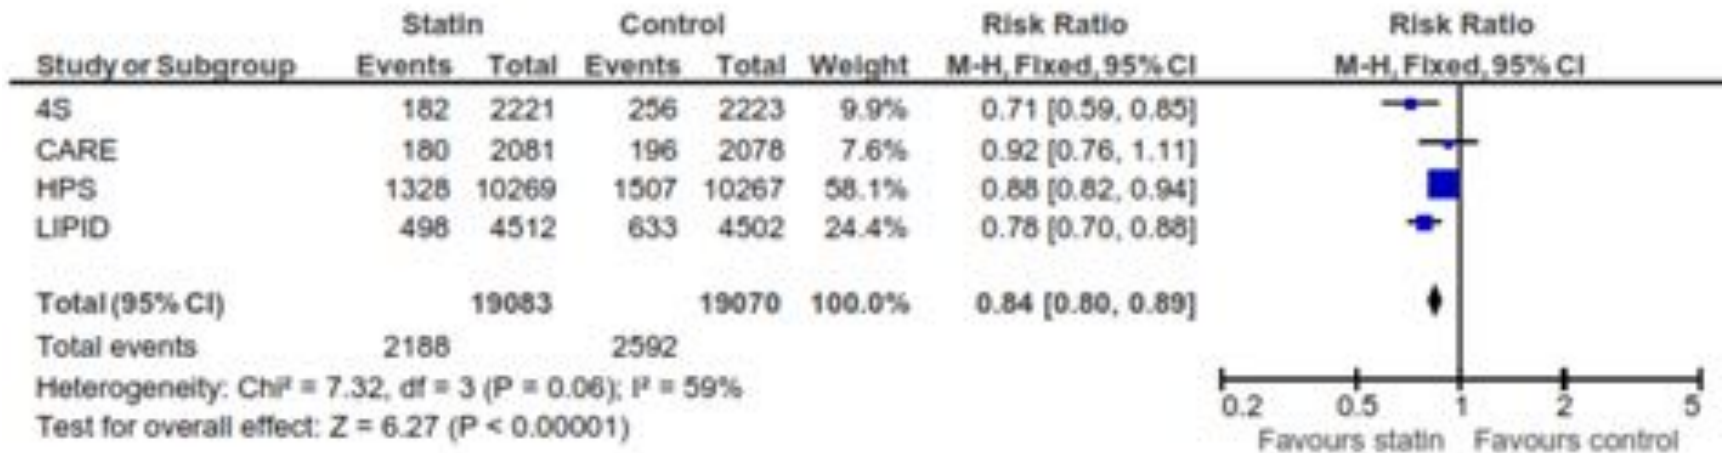 Statin Control Risk Ratio Risk Ratio
Study or Subgroup Events Total Events Total Weight M-H, Fixed, 95% CI M-H, Fixed, 95% CI
4S 182 2221 256 2223 9.9% 0.71 [0.59, 0.85]
CARE 180 2081 196 2078 7.6% 0.92 [0.76, 1.11]
HPS 1328 10269 1507 10267 58.1% 0.88 [0.82, 0.94]
LIPID 498 4512 633 4502 24.4% 0.78 [0.70, 0.88]
Total (95% CI) 19083 19070 100.0% 0.84 [0.80, 0.89]
Total events 2188 2592
Heterogeneity: Chi² = 7.32, df = 3 (P = 0.06); I² = 59%
Test for overall effect: Z = 6.27 (P < 0.00001)
0.2 0.5 1 2 5
Favours statin Favours control